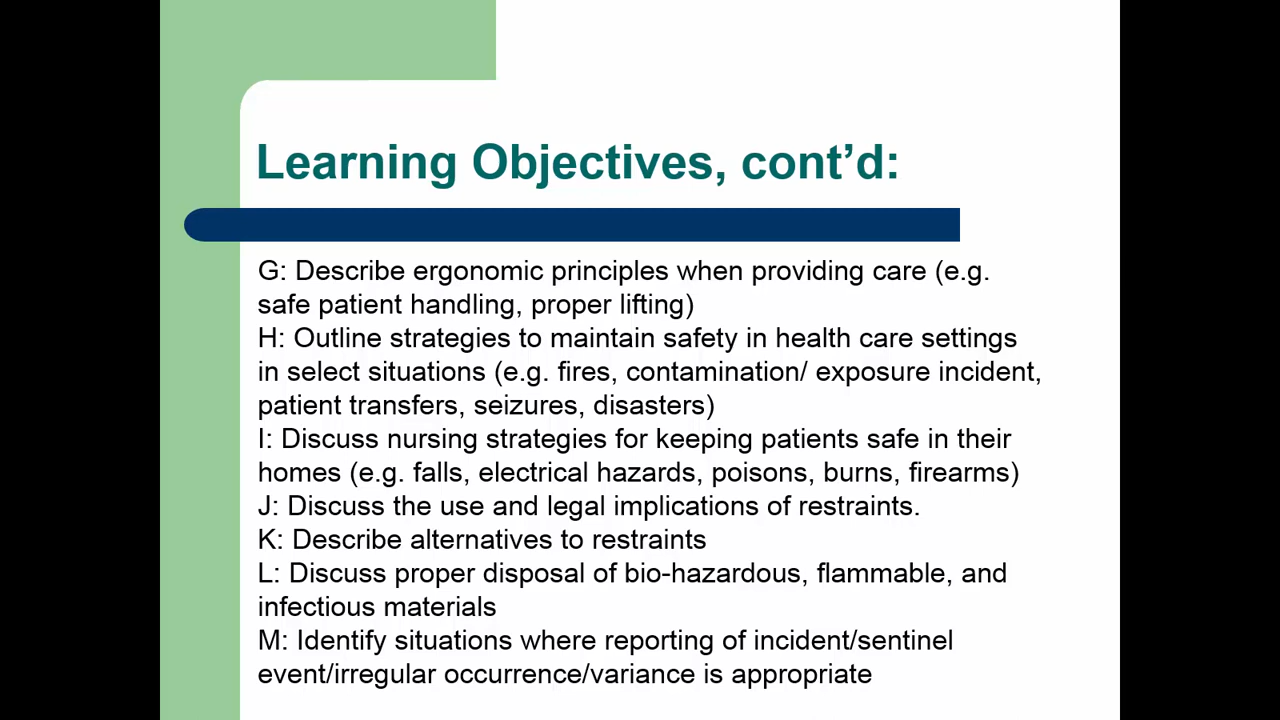 Learning Objectives, cont’d:
G: Describe ergonomic principles when providing care (e.g.
safe patient handling, proper lifting)
H: Outline strategies to maintain safety in health care settings
in select situations (e.g. fires, contamination/ exposure incident,
patient transfers, seizures, disasters)
I: Discuss nursing strategies for keeping patients safe in their
homes (e.g. falls, electrical hazards, poisons, burns, firearms)
J: Discuss the use and legal implications of restraints.
K: Describe alternatives to restraints
L: Discuss proper disposal of bio-hazardous, flammable, and
infectious materials
M: Identify situations where reporting of incident/sentinel
event/irregular occurrence/variance is appropriate